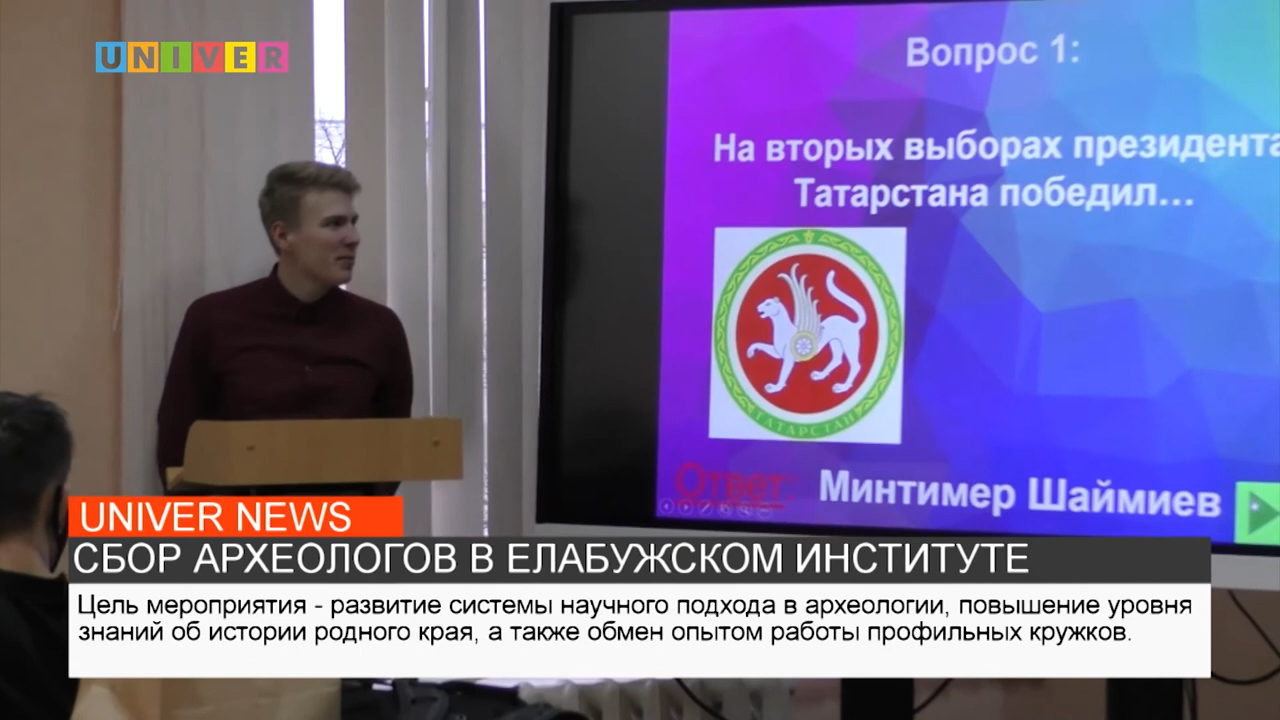 UNIVER
Вопрос 1:
На вторых выборах президента
Татарстана победил...
ТАТАРСТАН
Ответ:
Минтимер Шаймиев
UNIVER NEWS
СБОР АРХЕОЛОГОВ В ЕЛАБУЖСКОМ ИНСТИТУТЕ
Цель мероприятия - развитие системы научного подхода в археологии, повышение уровня
знаний об истории родного края, а также обмен опытом работы профильных кружков.